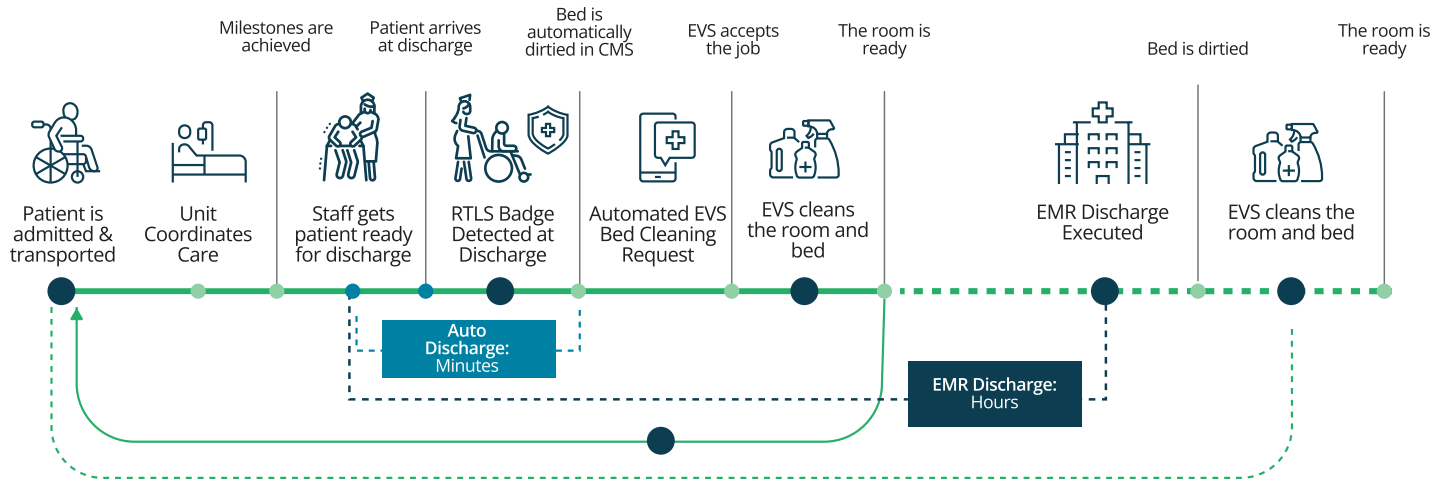 Milestones are
achieved
Patient arrives
at discharge
Bed is
automatically
dirtied in CMS
EVS accepts
the job
The room is
ready
Bed is dirtied
The room is
ready
Patient is
admitted &
transported
Unit
Coordinates
Care
Staff gets
patient ready
for discharge
RTLS Badge
Detected at
Discharge
Automated EVS
Bed Cleaning
Request
EVS cleans
the room and
bed
EMR Discharge
Executed
EVS cleans the
room and bed
Auto
Discharge:
Minutes
EMR Discharge:
Hours